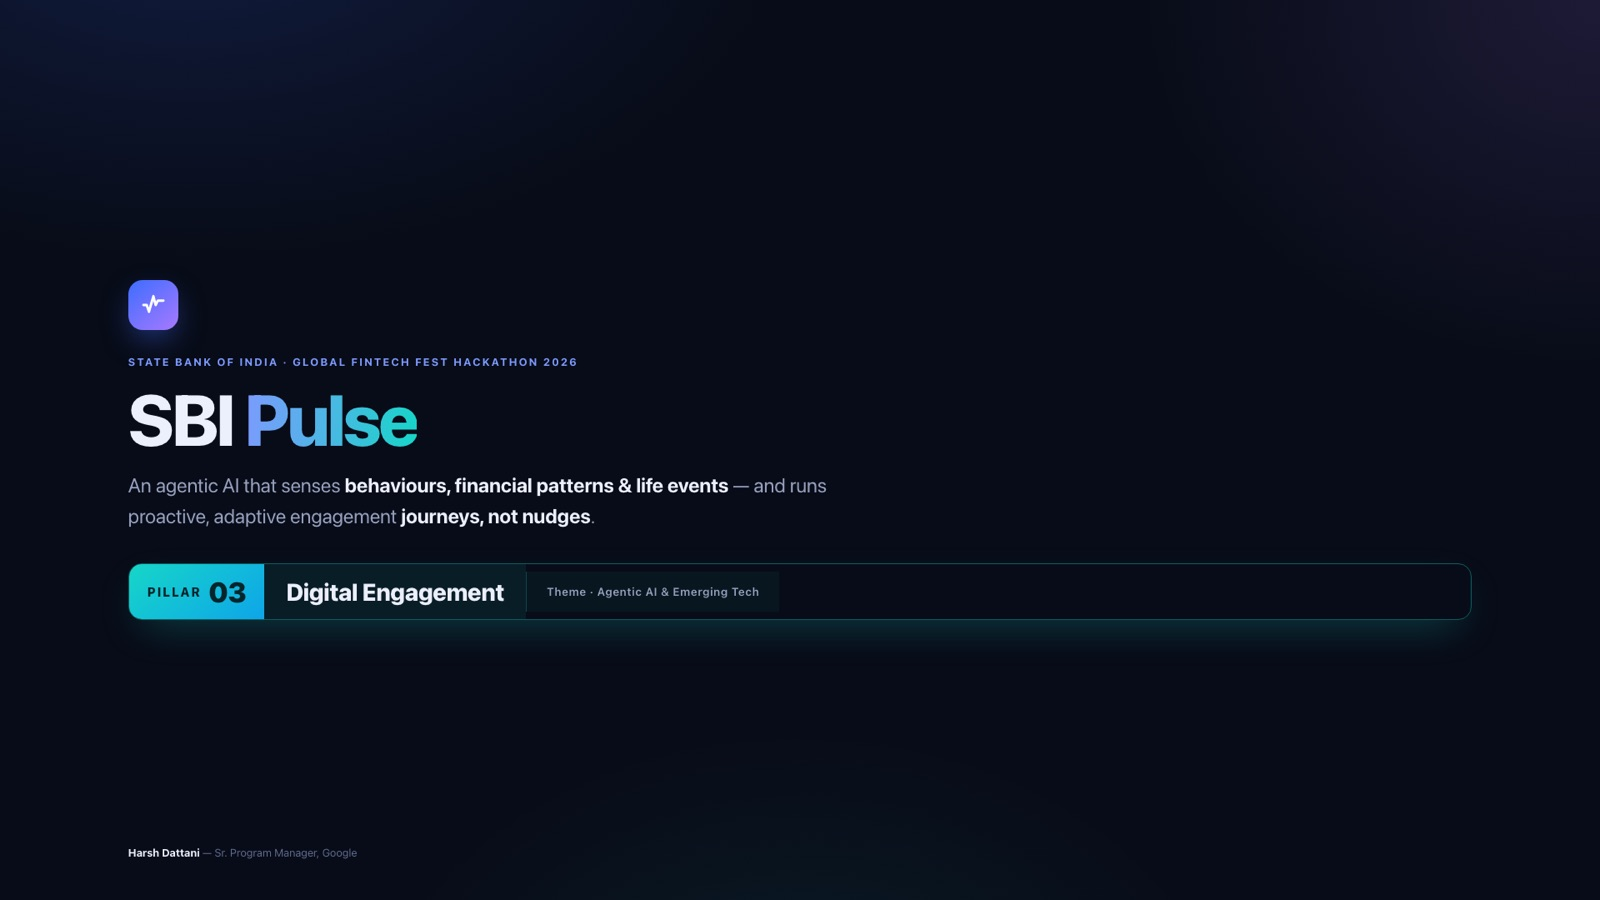 STATE BANK OF INDIA · GLOBAL FINTECH FEST HACKATHON 2026
SBI Pulse
An agentic AI that senses behaviours, financial patterns & life events — and runs
proactive, adaptive engagement journeys, not nudges.
PILLAR 03 Digital Engagement Theme · Agentic AI & Emerging Tech
Harsh Dattani — Sr. Program Manager, Google